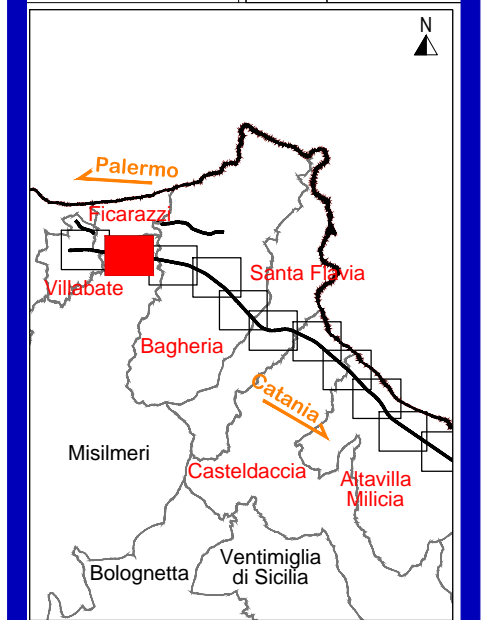 N
Palermo
Ficarazzi
Santa Flavia
Villabate
Bagheria
Catania
Misilmeri
Casteldaccia
Altavilla
Milicia
Ventimiglia
di Sicilia
Bolognetta